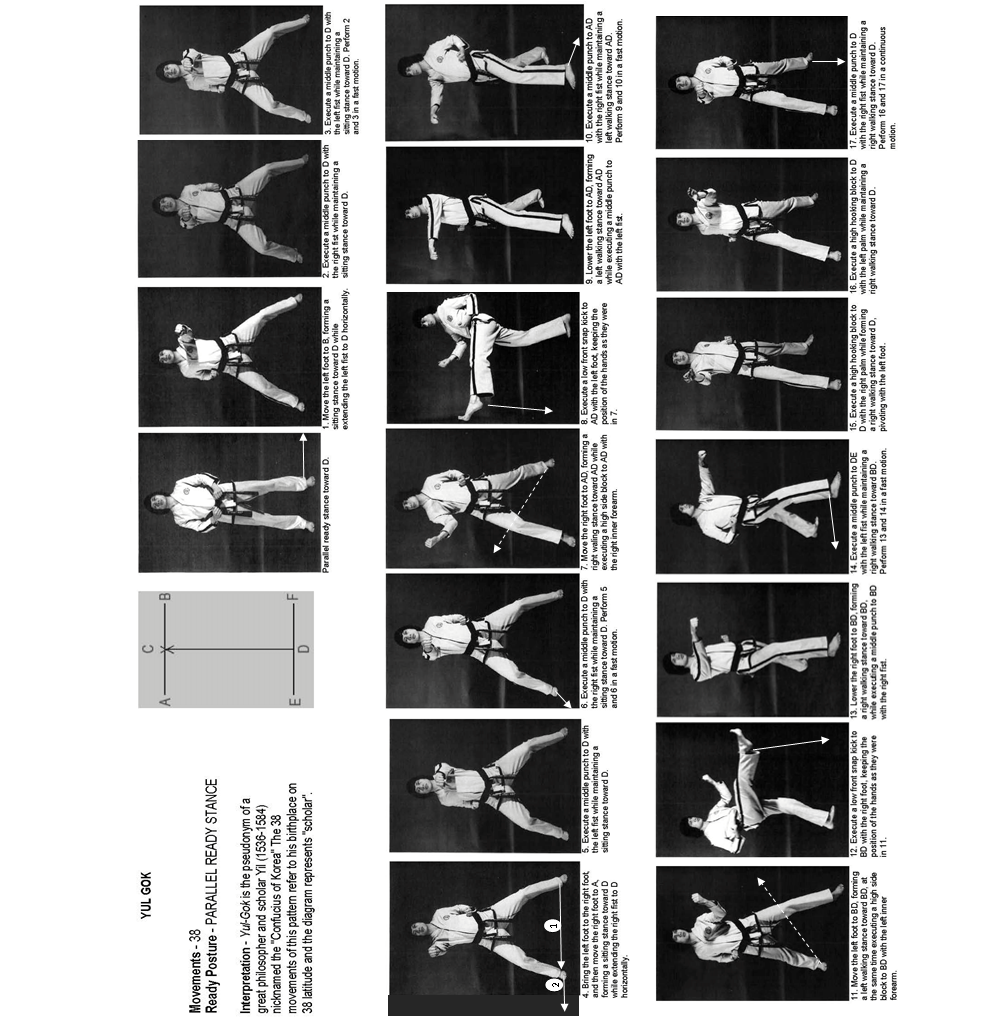 YUL GOK
Movements - 38
Ready Posture - PARALLEL READY STANCE
Interpretation - Yul-Gok is the pseudonym of a
great philosopher and scholar Yil (1536-1584)
nicknamed the "Confucius of Korea" The 38
movements of this pattern refer to his birthplace on
38 latitude and the diagram represents "scholar".
C
A
X
B
E
D
F
Parallel ready stance toward D.
1. Move the left foot to B, forming a
sitting stance toward D while
extending the left fist to D horizontally.
2. Execute a middle punch to D with
the right fist while maintaining a
sitting stance toward D.
3. Execute a middle punch to D with
the left fist while maintaining a
sitting stance toward D. Perform 2
and 3 in a fast motion.
2
1
4. Bring the left foot to the right foot,
and then move the right foot to A,
forming a sitting stance toward D
while extending the right fist to D
horizontally.
5. Execute a middle punch to D with
the left fist while maintaining a
sitting stance toward D.
6. Execute a middle punch to D with
the right fist while maintaining a
sitting stance toward D. Perform 5
and 6 in a fast motion.
7. Move the right foot to AD, forming a
right waling stance toward AD while
executing a high side block to AD with
the right inner forearm.
8. Execute a low front snap kick to
AD with the left foot, keeping the
position of the hands as they were
in 7.
9. Lower the left foot to AD, forming
a left walking stance toward AD
while executing a middle punch to
AD with the left fist.
10. Execute a middle punch to AD
with the right fist while maintaining a
left walking stance toward AD.
Perform 9 and 10 in a fast motion.
11. Move the left foot to BD, forming
a left walking stance toward BD, at
the same time executing a high side
block to BD with the left inner
forearm.
12. Execute a low front snap kick to
BD with the right foot, keeping the
position of the hands as they were
in 11.
13. Lower the right foot to BD, forming
a right walking stance toward BD,
while executing a middle punch to BD
with the right fist.
14. Execute a middle punch to DE
with the left fist while maintaining a
right walking stance toward BD.
Perform 13 and 14 in a fast motion.
15. Execute a high hooking block to
D with the right palm while forming
a right walking stance toward D,
pivoting with the left foot.
16. Execute a high hooking block to D
with the left palm while maintaining a
right walking stance toward D.
17. Execute a middle punch to D
with the right fist while maintaining a
right walking stance toward D.
Perform 16 and 17 in a continuous
motion.